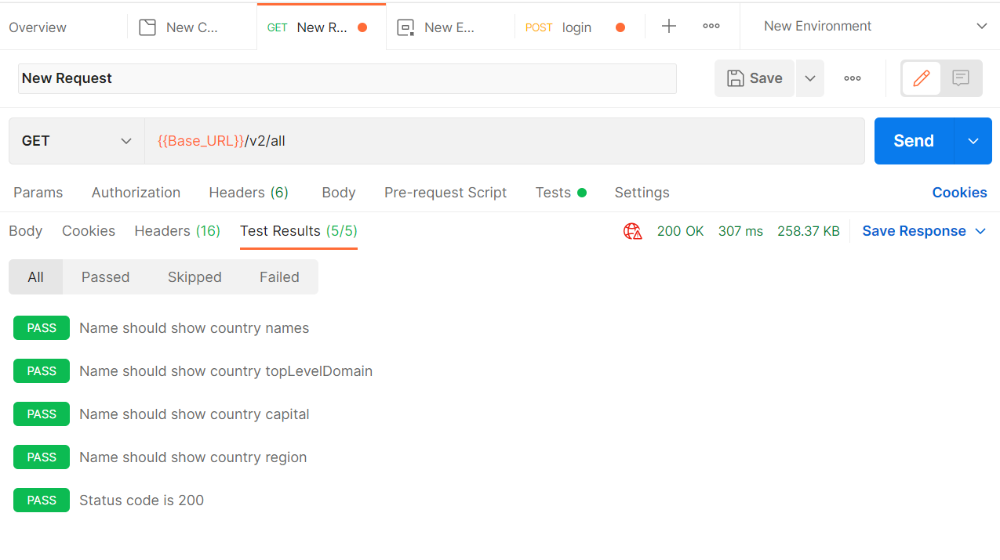 Overview New C... GET New R... New E... POST login New Environment
New Request Save
GET {{Base_URL}}/v2/all Send
Params Authorization Headers (6) Body Pre-request Script Tests Settings Cookies
Body Cookies Headers (16) Test Results (5/5) 200 OK 307 ms 258.37 KB Save Response
All Passed Skipped Failed
PASS Name should show country names
PASS Name should show country topLevelDomain
PASS Name should show country capital
PASS Name should show country region
PASS Status code is 200